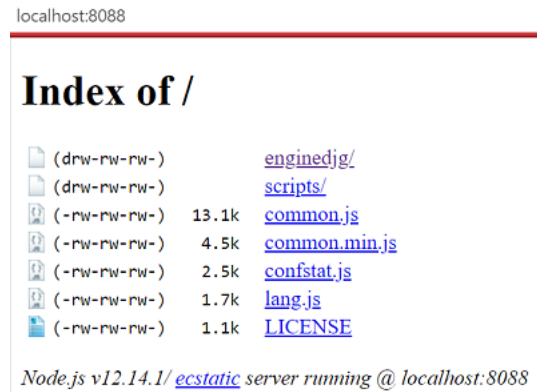 localhost:8088
Index of /
(drw-rw-rw-) enginedjg/
(drw-rw-rw-) scripts/
(-rw-rw-rw-) 13.1k common.js
(-rw-rw-rw-) 4.5k common.min.js
(-rw-rw-rw-) 2.5k confstat.js
(-rw-rw-rw-) 1.7k lang.js
(-rw-rw-rw-) 1.1k LICENSE
Node.js v12.14.1/ ecstatic server running @ localhost:8088